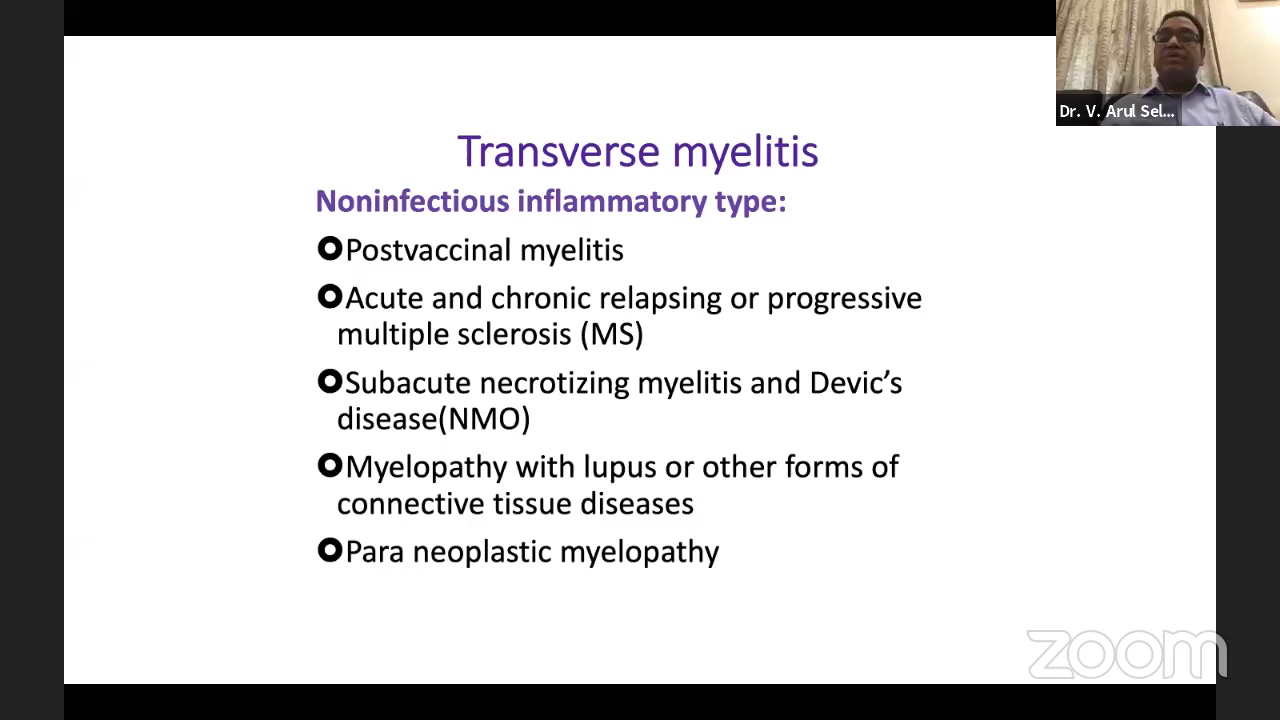 Dr. V. Arul Sel...
Transverse myelitis
Noninfectious inflammatory type:
Postvaccinal myelitis
Acute and chronic relapsing or progressive
multiple sclerosis (MS)
Subacute necrotizing myelitis and Devic’s
disease(NMO)
Myelopathy with lupus or other forms of
connective tissue diseases
Para neoplastic myelopathy
zoom